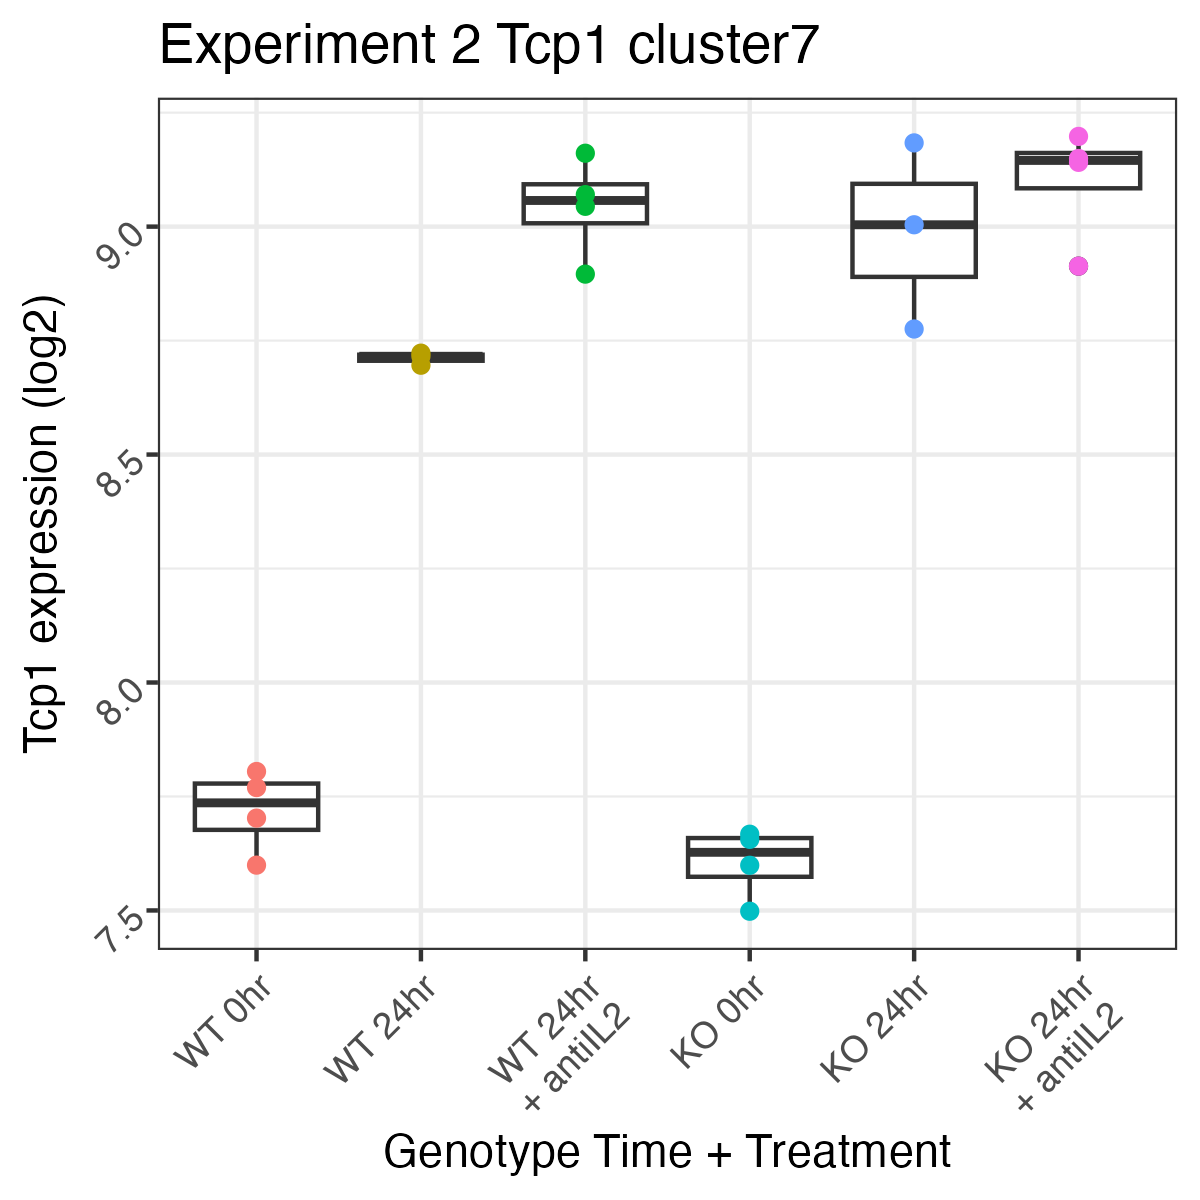 Experiment 2 Tcp1 cluster7
Tcp1 expression (log2)
9.0
8.5
8.0
7.5
WT 0hr
WT 24hr
WT 24hr
+ antiIL2
KO 0hr
KO 24hr
KO 24hr
+ antiIL2
Genotype Time + Treatment